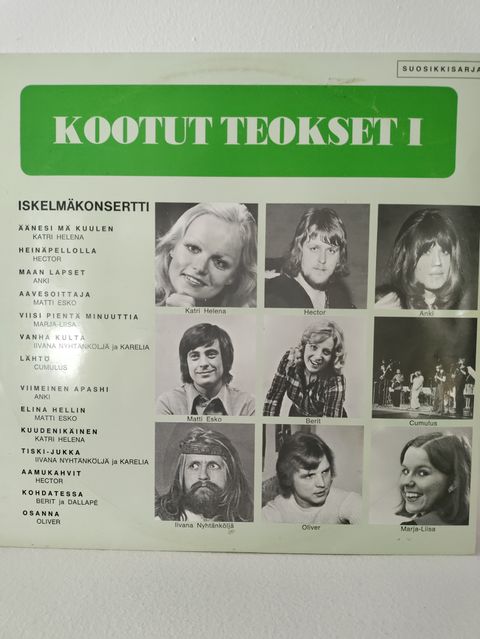 SUOSIKKISARJA
KOOTUT TEOKSET I
ISKELMÄKONSERTTI
ÄÄNESI MÄ KUULEN
KATRI HELENA
HEINÄPELLOLLA
HECTOR
MAAN LAPSET
ANKI
AAVESOITTAJA
MATTI ESKO
VIISI PIENTÄ MINUUTTIA
MARJA-LIISA
VANHA KULTA
IIVANA NYHTÄNKÖLJÄ ja KARELIA
LÄHTÖ
CUMULUS
VIIMEINEN APASHI
ANKI
ELINA HELLIN
MATTI ESKO
KUUDENIKÄINEN
KATRI HELENA
TISKI-JUKKA
IIVANA NYHTÄNKÖLJÄ ja KARELIA
AAMUKAHVIT
HECTOR
KOHDATESSA
BERIT ja DALLAPÉ
OSANNA
OLIVER
Katri Helena
Hector
Anki
Matti Esko
Berit
Cumulus
Iivana Nyhtänköljä
Oliver
Marja-Liisa